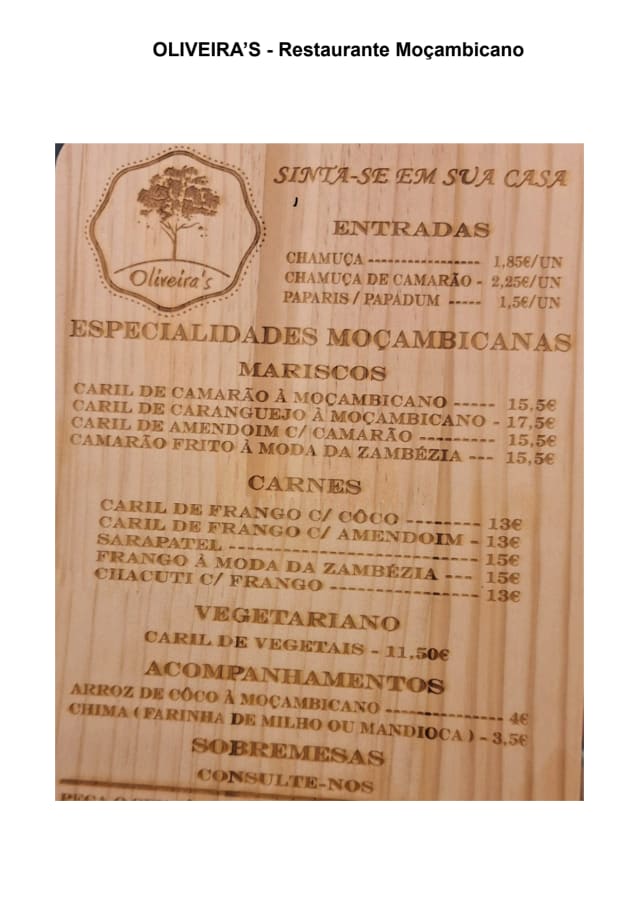 OLIVEIRA'S - Restaurante Moçambicano
Oliveira's
SINTA-SE EM SUA CASA
ENTRADAS
CHAMUÇA ---------------- 1,85€/UN
CHAMUÇA DE CAMARÃO - 2,25€/UN
PAPARIS / PAPADUM ----- 1,5€/UN
ESPECIALIDADES MOÇAMBICANAS
MARISCOS
CARIL DE CAMARÃO À MOÇAMBICANO ----- 15,5€
CARIL DE CARANGUEJO À MOÇAMBICANO - 17,5€
CARIL DE AMENDOIM C/ CAMARÃO --------- 15,5€
CAMARÃO FRITO À MODA DA ZAMBÉZIA --- 15,5€
CARNES
CARIL DE FRANGO C/ CÔCO --------- 13€
CARIL DE FRANGO C/ AMENDOIM - 13€
SARAPATEL ------------------------------ 15€
FRANGO À MODA DA ZAMBÉZIA --- 15€
CHACUTI C/ FRANGO ----------------- 13€
VEGETARIANO
CARIL DE VEGETAIS - 11,50€
ACOMPANHAMENTOS
ARROZ DE CÔCO À MOÇAMBICANO -------------- 4€
CHIMA ( FARINHA DE MILHO OU MANDIOCA ) - 3,5€
SOBREMESAS
CONSULTE-NOS